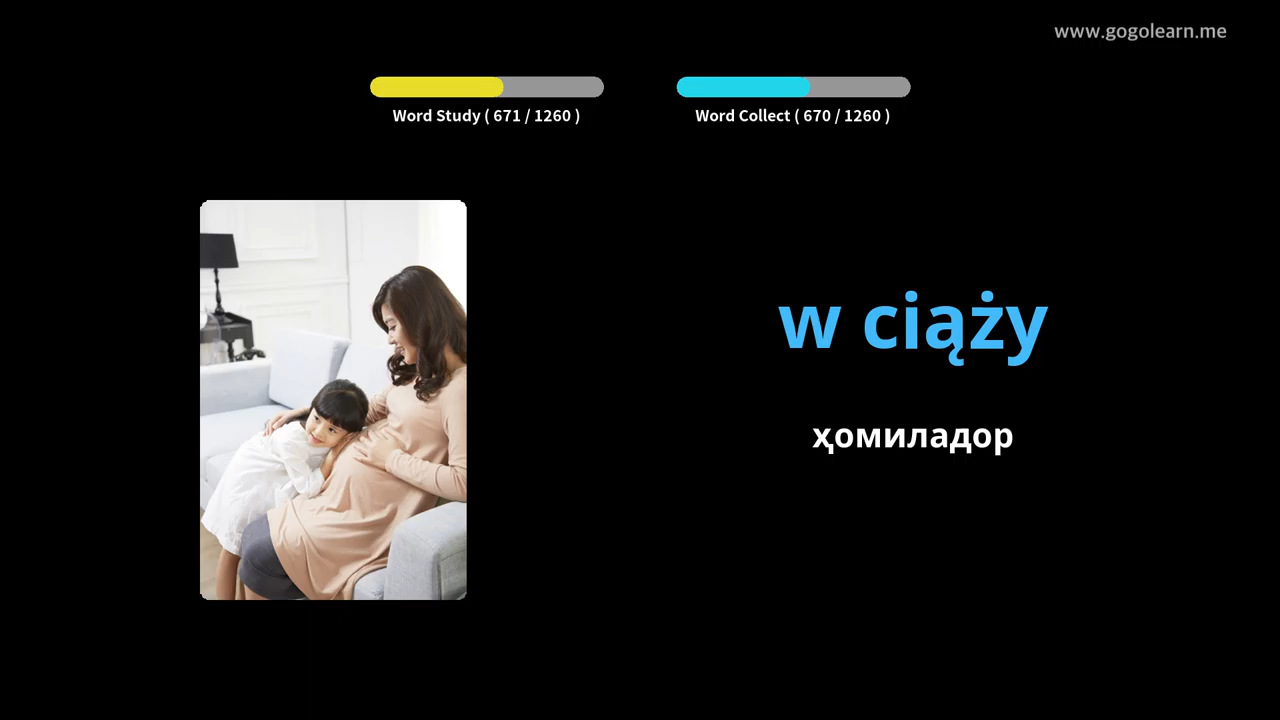 www.gogolearn.me
Word Study ( 671 / 1260 )
Word Collect ( 670 / 1260 )
w ciąży
ҳомиладор